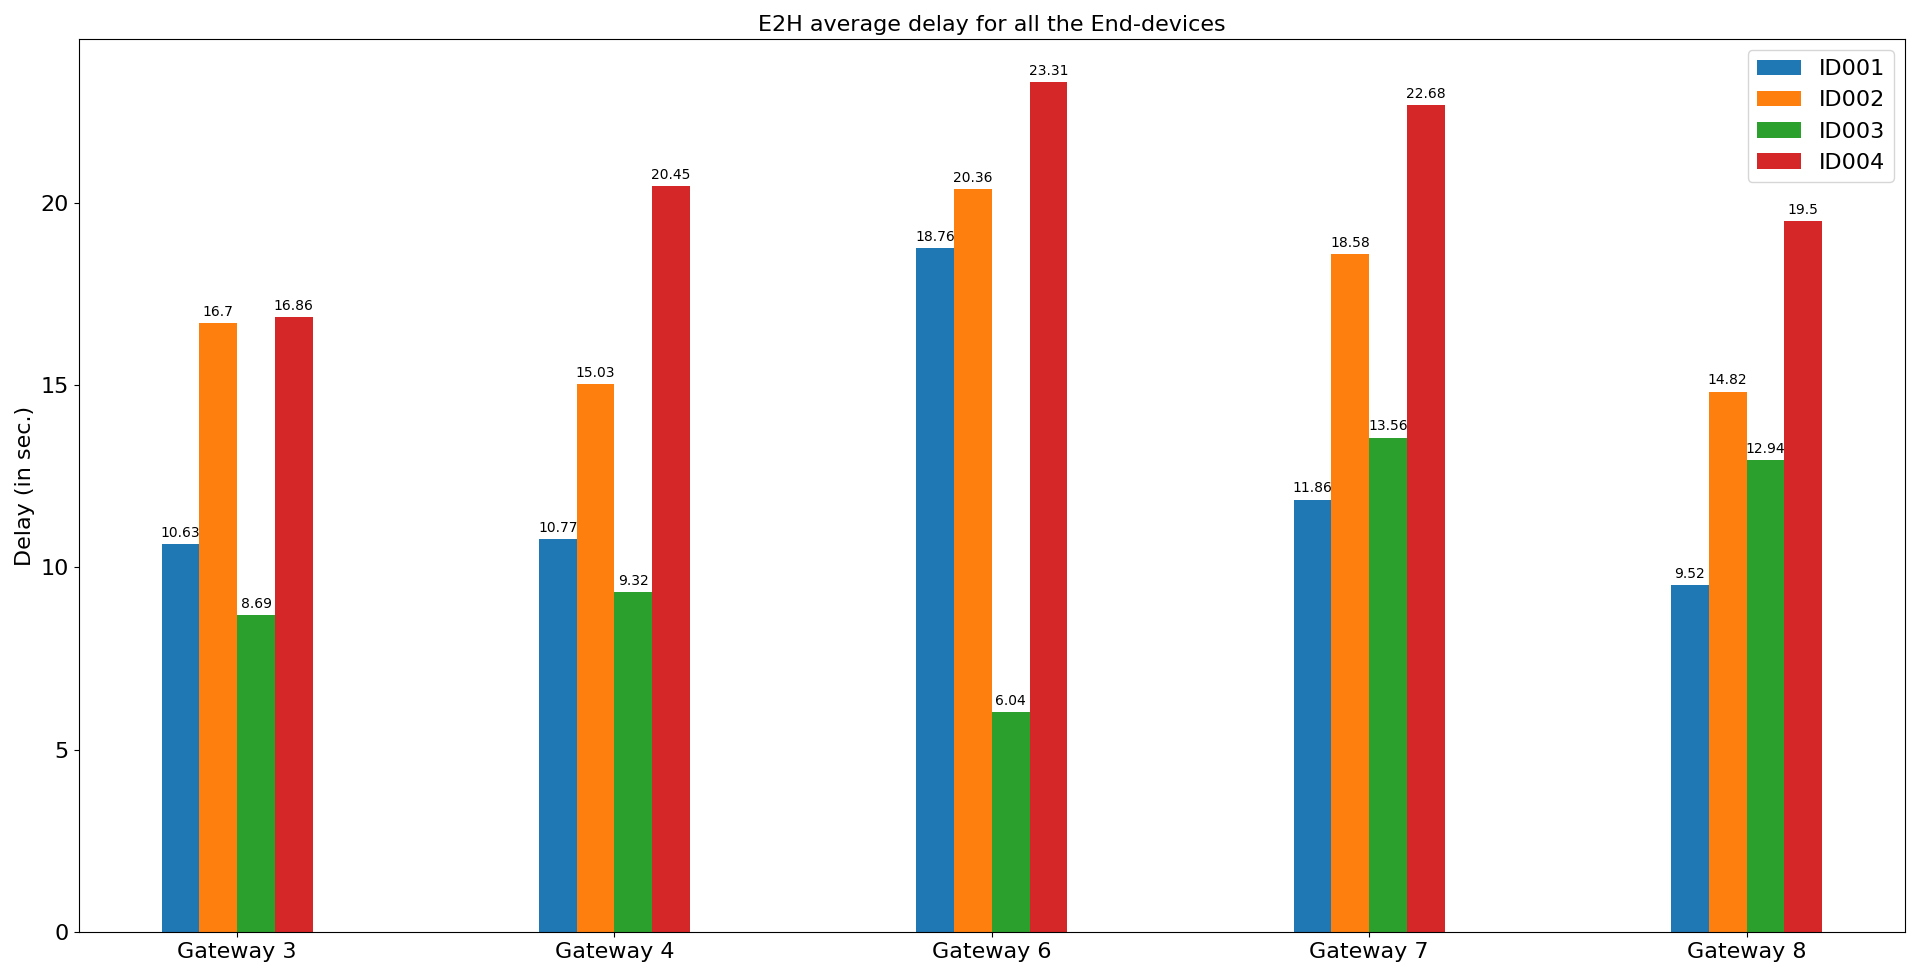 E2H average delay for all the End-devices
ID001
ID002
ID003
ID004
Delay (in sec.)
20
15
10
5
0
10.63
16.7
8.69
16.86
10.77
15.03
9.32
20.45
18.76
20.36
6.04
23.31
11.86
18.58
13.56
22.68
9.52
14.82
12.94
19.5
Gateway 3
Gateway 4
Gateway 6
Gateway 7
Gateway 8